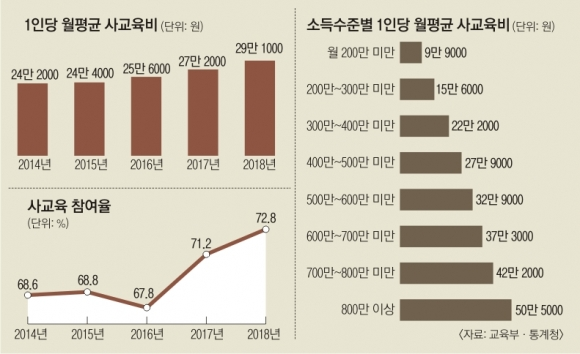 1인당 월평균 사교육비 (단위: 원)
24만 2000 24만 4000 25만 6000 27만 2000 29만 1000
2014년 2015년 2016년 2017년 2018년
사교육 참여율
(단위: %)
68.6 68.8 67.8 71.2 72.8
2014년 2015년 2016년 2017년 2018년
소득수준별 1인당 월평균 사교육비 (단위: 원)
월 200만 미만 9만 9000
200만~300만 미만 15만 6000
300만~400만 미만 22만 2000
400만~500만 미만 27만 9000
500만~600만 미만 32만 9000
600만~700만 미만 37만 3000
700만~800만 미만 42만 2000
800만 이상 50만 5000
〈자료: 교육부·통계청〉